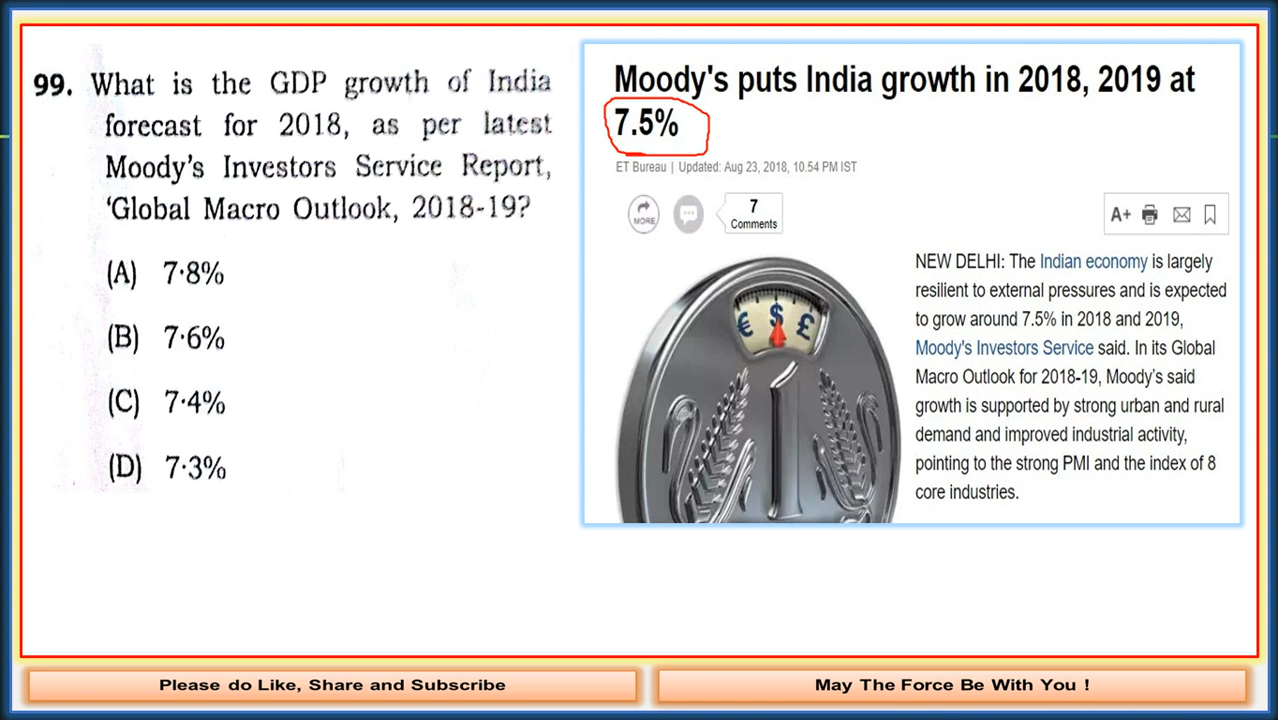 99. What is the GDP growth of India
forecast for 2018, as per latest
Moody's Investors Service Report,
'Global Macro Outlook, 2018-19?
(A) 7·8%
(B) 7·6%
(C) 7·4%
(D) 7·3%
Moody's puts India growth in 2018, 2019 at
7.5%
ET Bureau | Updated: Aug 23, 2018, 10.54 PM IST
MORE
7
Comments
A+
€ $ £
1
NEW DELHI: The Indian economy is largely
resilient to external pressures and is expected
to grow around 7.5% in 2018 and 2019,
Moody's Investors Service said. In its Global
Macro Outlook for 2018-19, Moody's said
growth is supported by strong urban and rural
demand and improved industrial activity,
pointing to the strong PMI and the index of 8
core industries.
Please do Like, Share and Subscribe
May The Force Be With You !